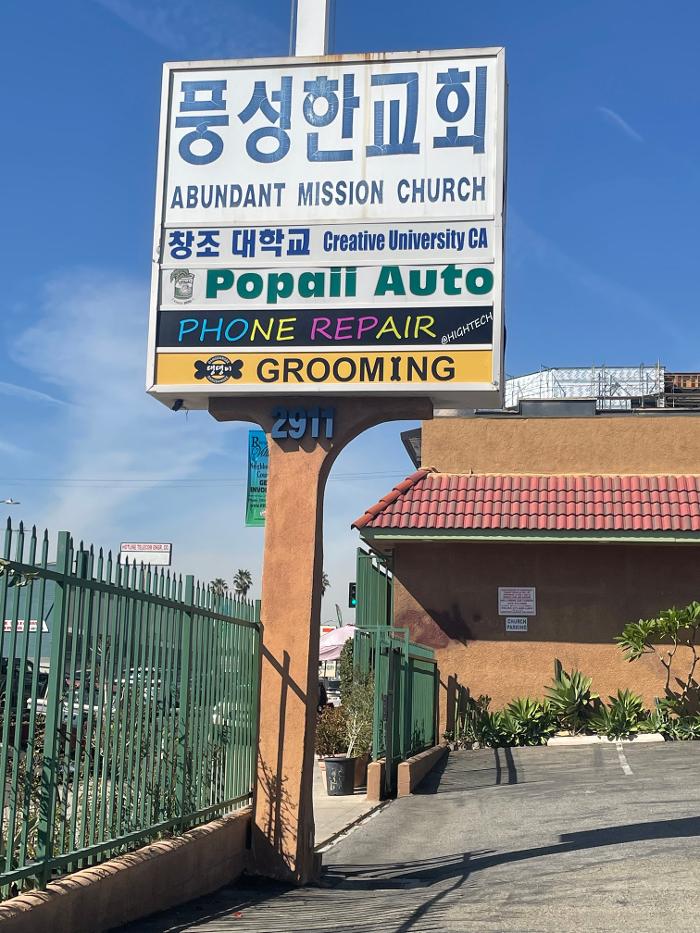 풍성한교회
ABUNDANT MISSION CHURCH
창조 대학교 Creative University CA
Popaii Auto
PHONE REPAIR @HIGHTECH
GROOMING
2911
CHURCH
PARKING